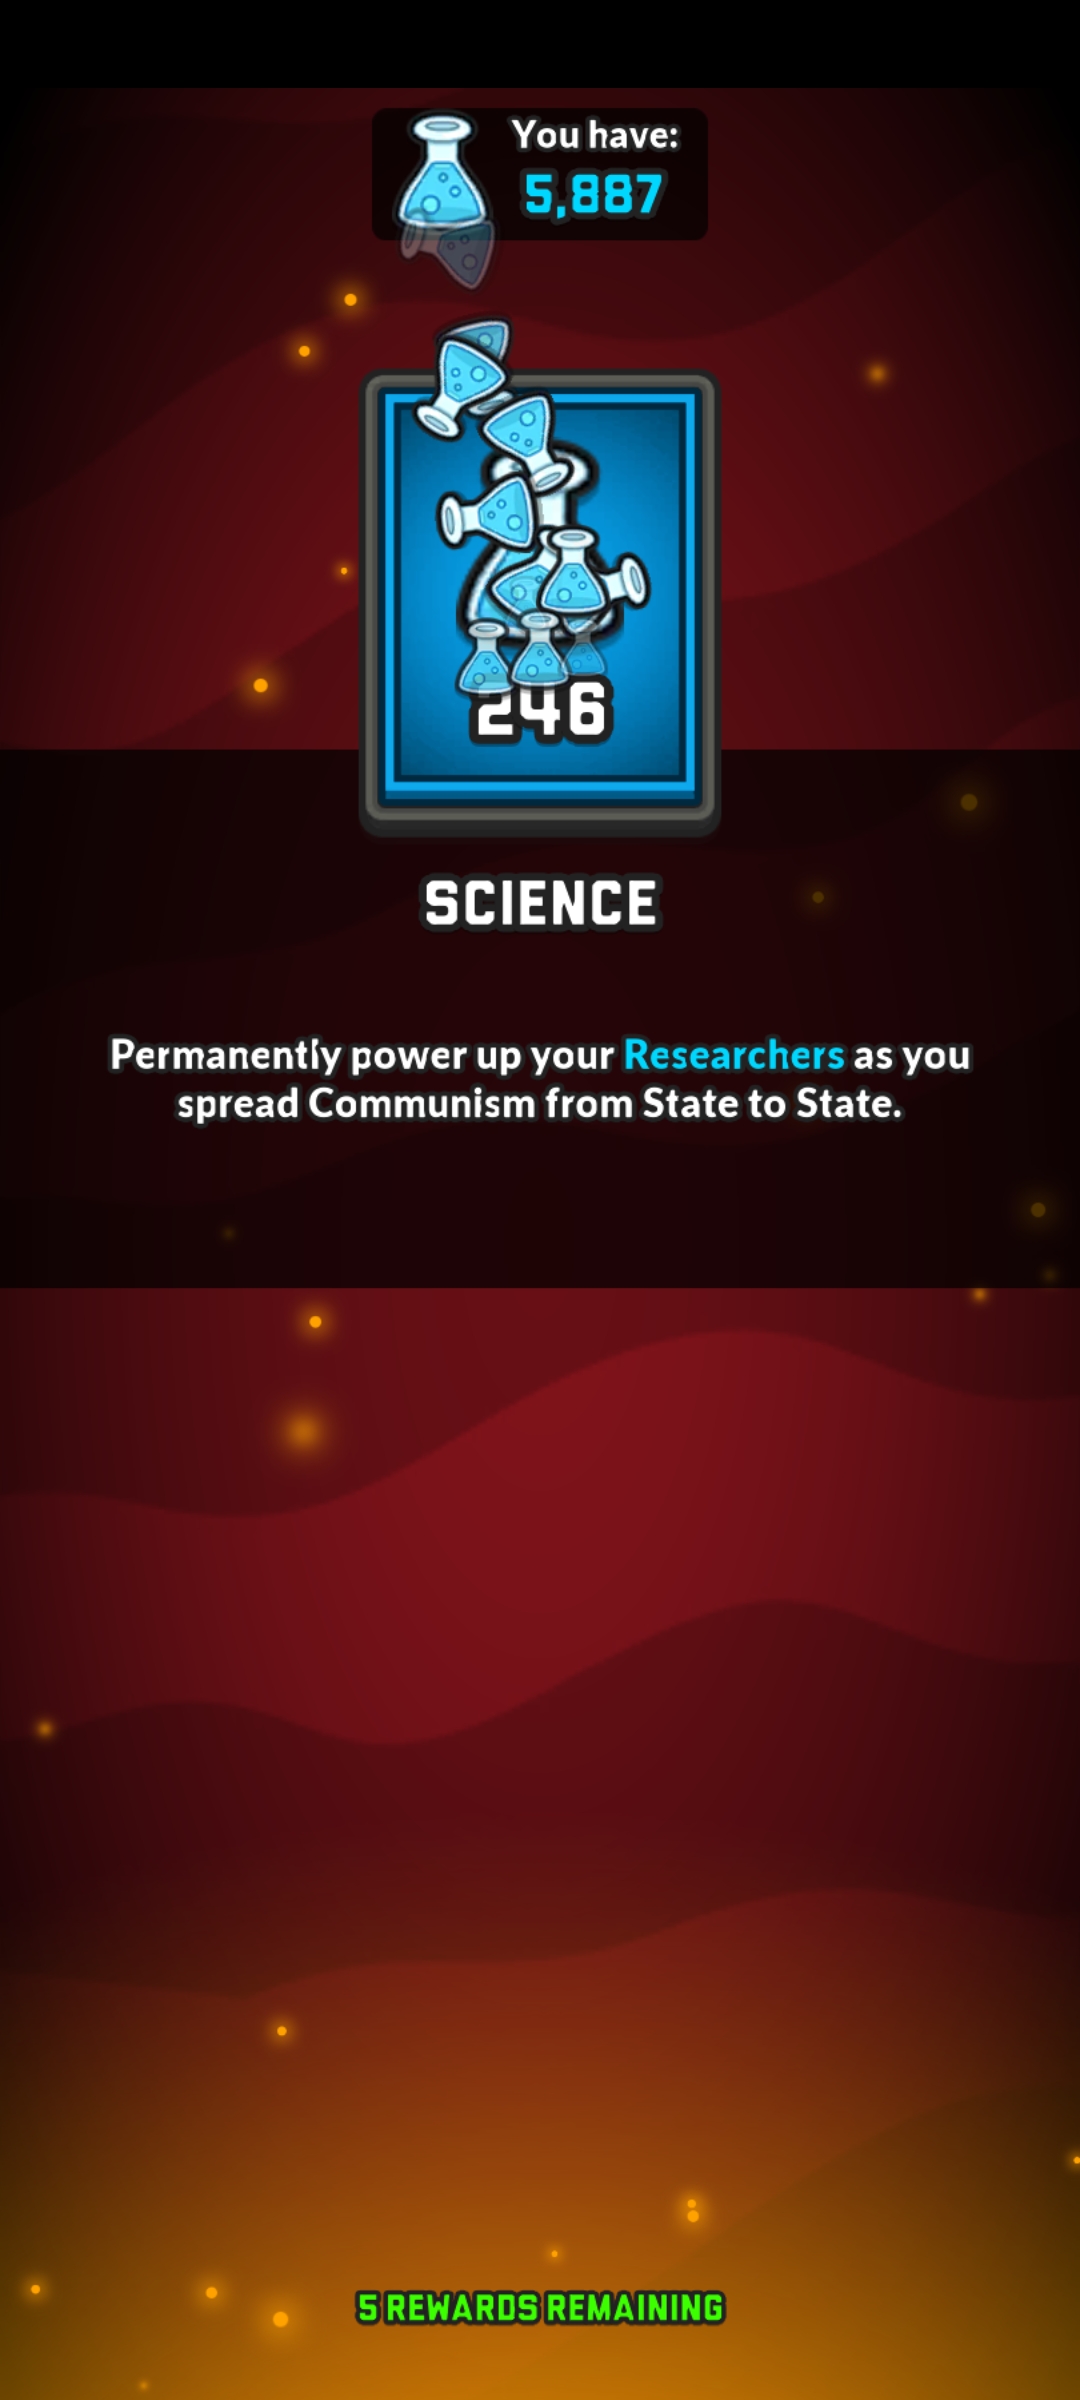 You have:
5,887
246
SCIENCE
Permanently power up your Researchers as you
spread Communism from State to State.
5 REWARDS REMAINING